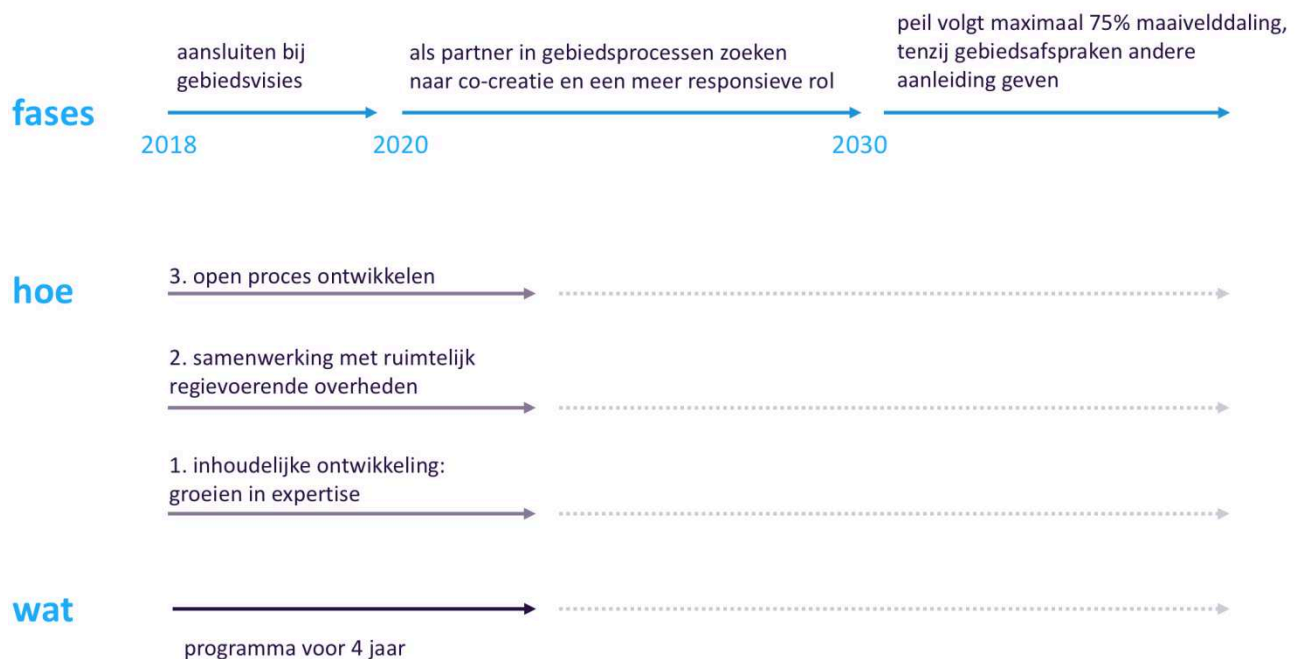 aansluiten bij
gebiedsvisies
als partner in gebiedsprocessen zoeken
naar co-creatie en een meer responsieve rol
peil volgt maximaal 75% maaivelddaling,
tenzij gebiedsafspraken andere
aanleiding geven
fases
2018
2020
2030
hoe
3. open proces ontwikkelen
2. samenwerking met ruimtelijk
regievoerende overheden
1. inhoudelijke ontwikkeling:
groeien in expertise
wat
programma voor 4 jaar